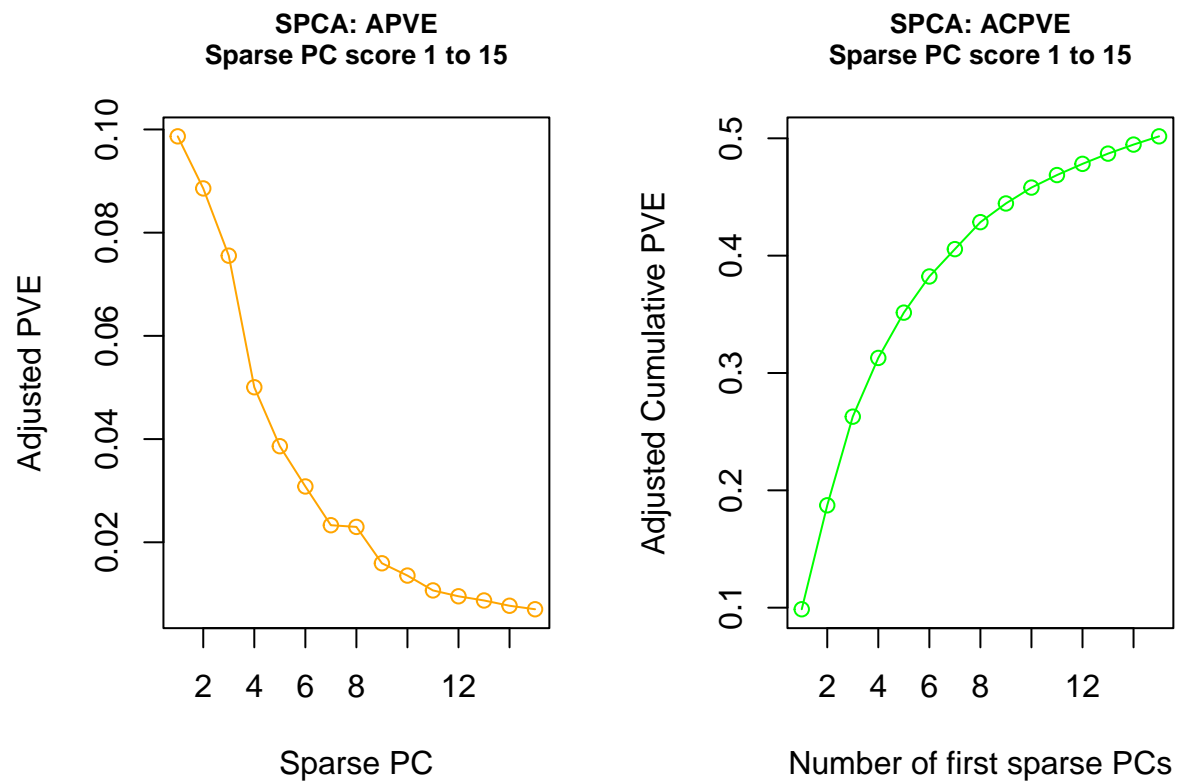 SPCA: APVE
Sparse PC score 1 to 15
Adjusted PVE
0.10
0.08
0.06
0.04
0.02
2 4 6 8 12
Sparse PC
SPCA: ACPVE
Sparse PC score 1 to 15
Adjusted Cumulative PVE
0.5
0.4
0.3
0.2
0.1
2 4 6 8 12
Number of first sparse PCs